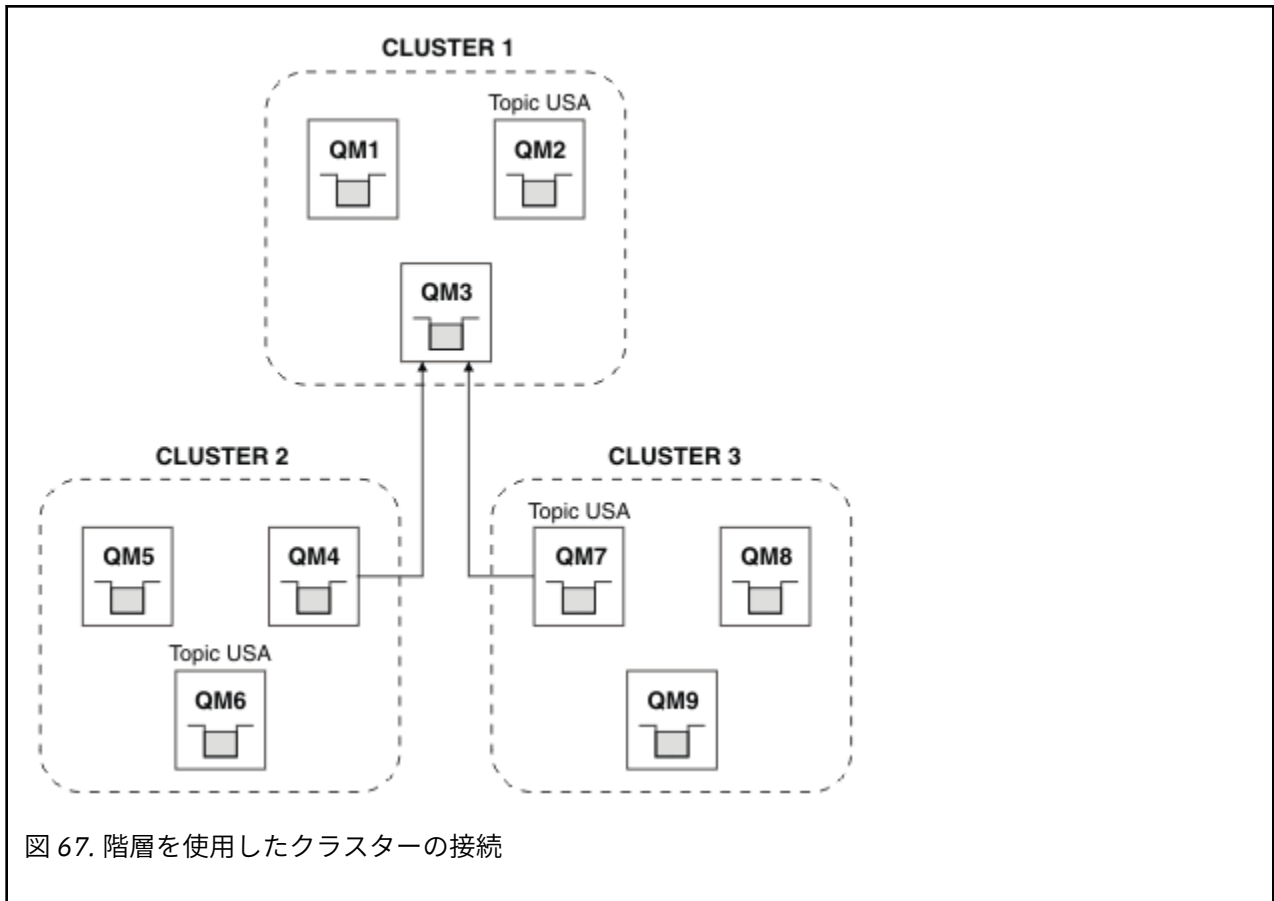 CLUSTER 1
Topic USA
QM1
QM2
QM3
CLUSTER 2
CLUSTER 3
Topic USA
QM5
QM4
QM7
QM8
Topic USA
QM6
QM9
図 67. 階層を使用したクラスターの接続